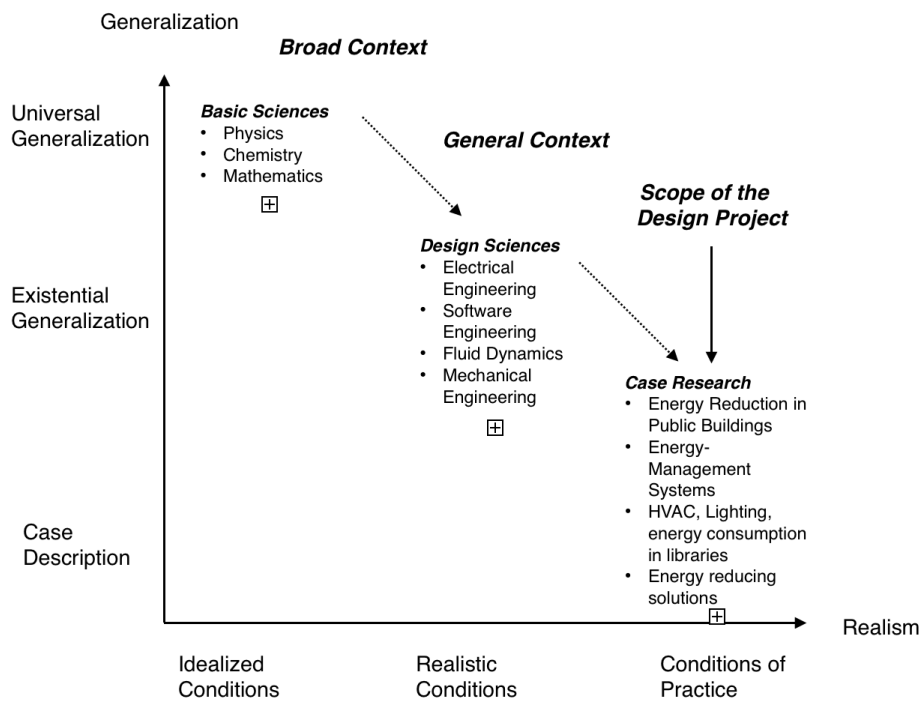 Generalization
Broad Context
Universal
Generalization
Basic Sciences
• Physics
• Chemistry
• Mathematics
General Context
Scope of the
Design Project
Existential
Generalization
Design Sciences
• Electrical
Engineering
• Software
Engineering
• Fluid Dynamics
• Mechanical
Engineering
Case Research
• Energy Reduction in
Public Buildings
• Energy-
Management
Systems
• HVAC, Lighting,
energy consumption
in libraries
• Energy reducing
solutions
Case
Description
Realism
Idealized
Conditions
Realistic
Conditions
Conditions of
Practice